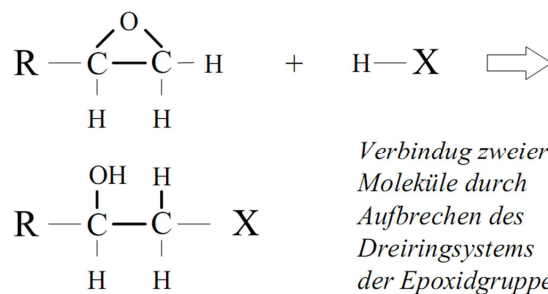 O
R C C H + H X
H H
OH H
R C C X
H H
Verbindug zweier
Moleküle durch
Aufbrechen des
Dreiringsystems
der Epoxidgruppe